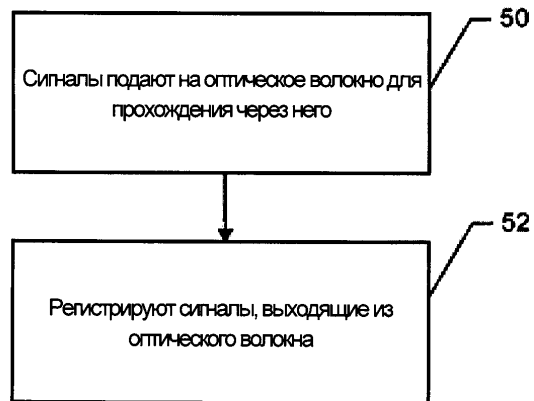 50
Сигналы подают на оптическое волокно для
прохождения через него
52
Регистрируют сигналы, выходящие из
оптического волокна